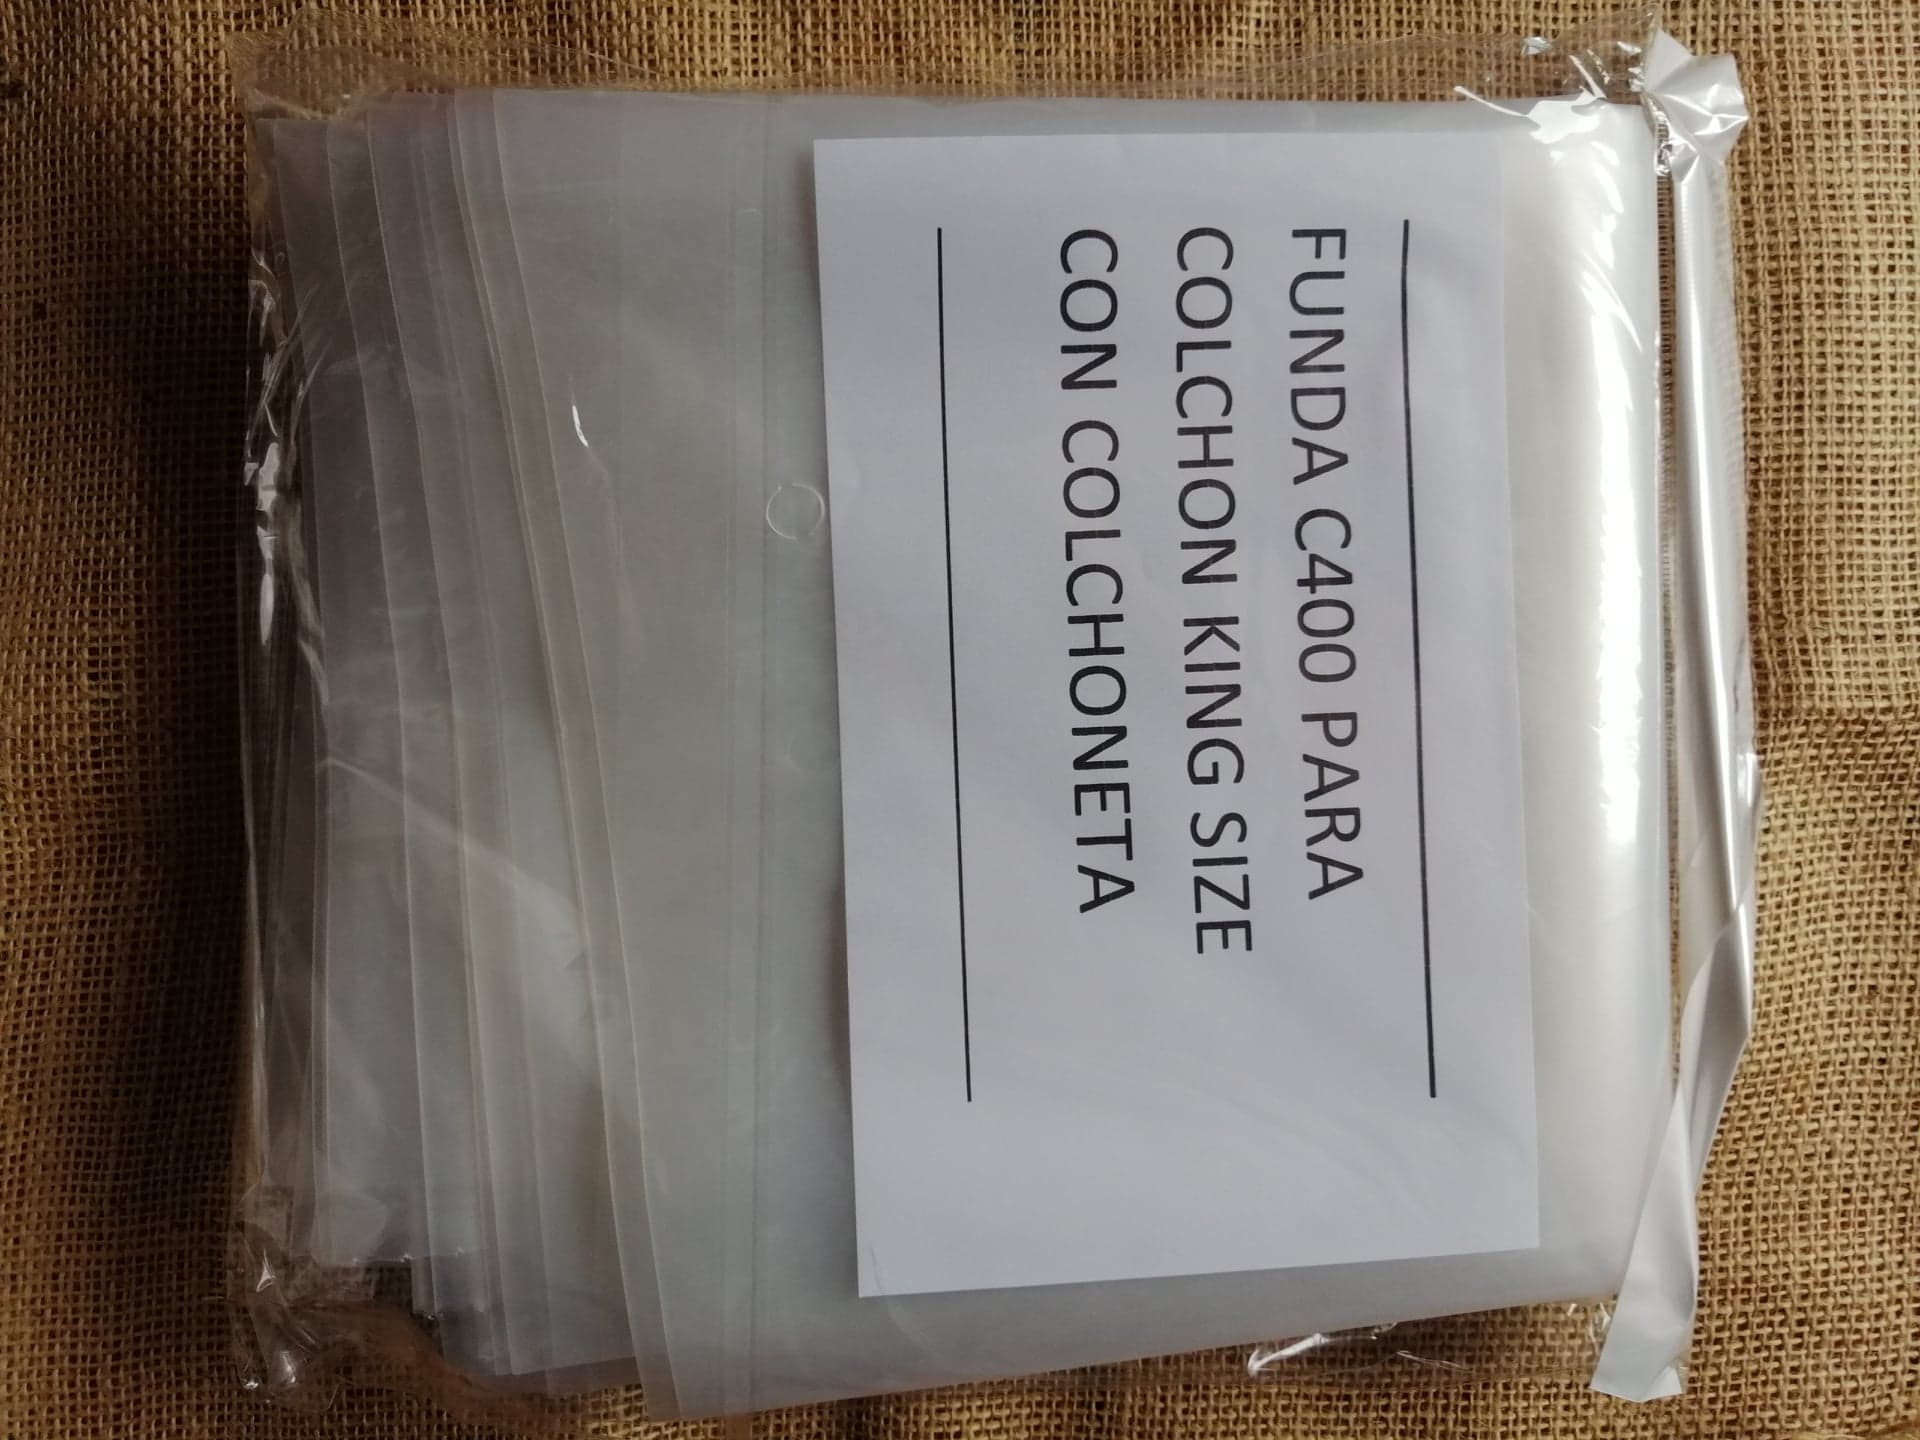 FUNDA C400 PARA
COLCHON KING SIZE
CON COLCHONETA